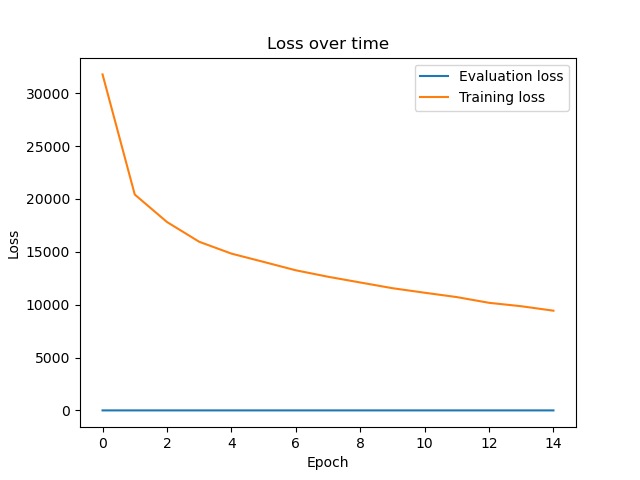 Loss over time
Evaluation loss
Training loss
30000
25000
20000
15000
10000
5000
0
Loss
0 2 4 6 8 10 12 14
Epoch